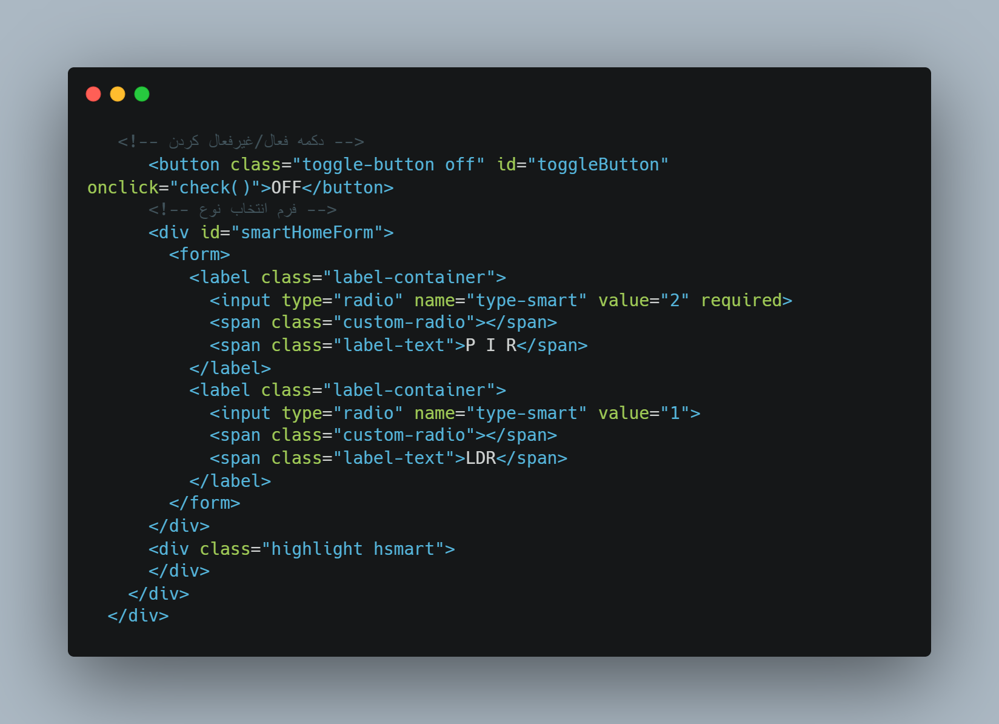 <!-- دکمه فعال/غیرفعال کردن -->
<button class="toggle-button off" id="toggleButton"
onclick="check()">OFF</button>
<!-- فرم انتخاب نوع -->
<div id="smartHomeForm">
<form>
<label class="label-container">
<input type="radio" name="type-smart" value="2" required>
<span class="custom-radio"></span>
<span class="label-text">P I R</span>
</label>
<label class="label-container">
<input type="radio" name="type-smart" value="1">
<span class="custom-radio"></span>
<span class="label-text">LDR</span>
</label>
</form>
</div>
<div class="highlight hsmart">
</div>
</div>
</div>